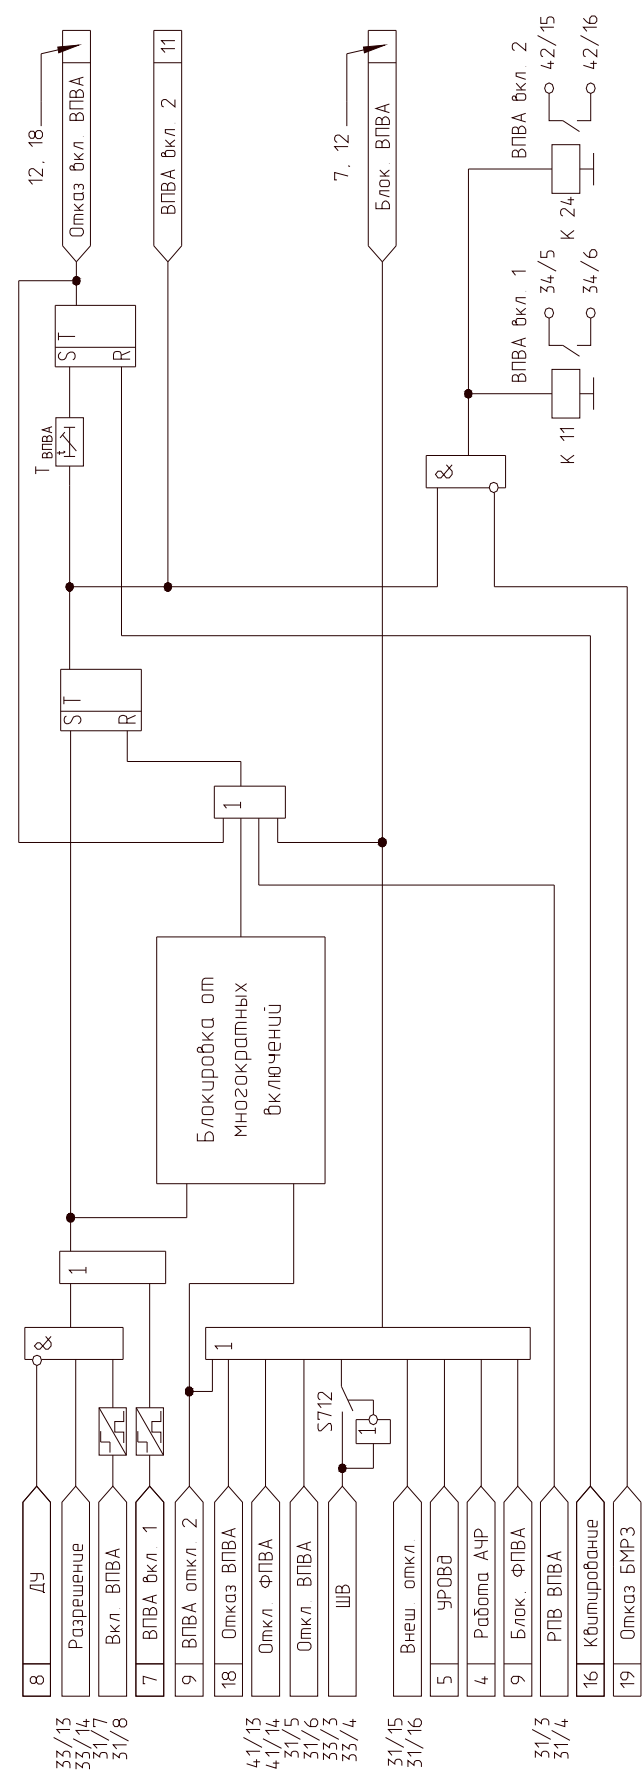 12, 18
Отказ вкл. ВПВА
11
ВПВА вкл. 2
7, 12
Блок. ВПВА
ВПВА вкл. 2
42/15
42/16
К 24
ВПВА вкл. 1
34/5
34/6
К 11
S T
R
t
Т ВПВА
&
S T
R
1
Блокировка от
многократных
включений
1
&
1
S712
1
8 ДУ
Разрешение
33/13
33/14
Вкл. ВПВА
31/7
31/8
7 ВПВА вкл. 1
9 ВПВА откл. 2
18 Отказ ВПВА
Откл. ФПВА
41/13
41/14
Откл. ВПВА
31/5
31/6
ШВ
33/3
33/4
Внеш. откл.
31/15
31/16
5 УРОВд
4 Работа АЧР
9 Блок. ФПВА
РПВ ВПВА
31/3
31/4
16 Квитирование
19 Отказ БМРЗ